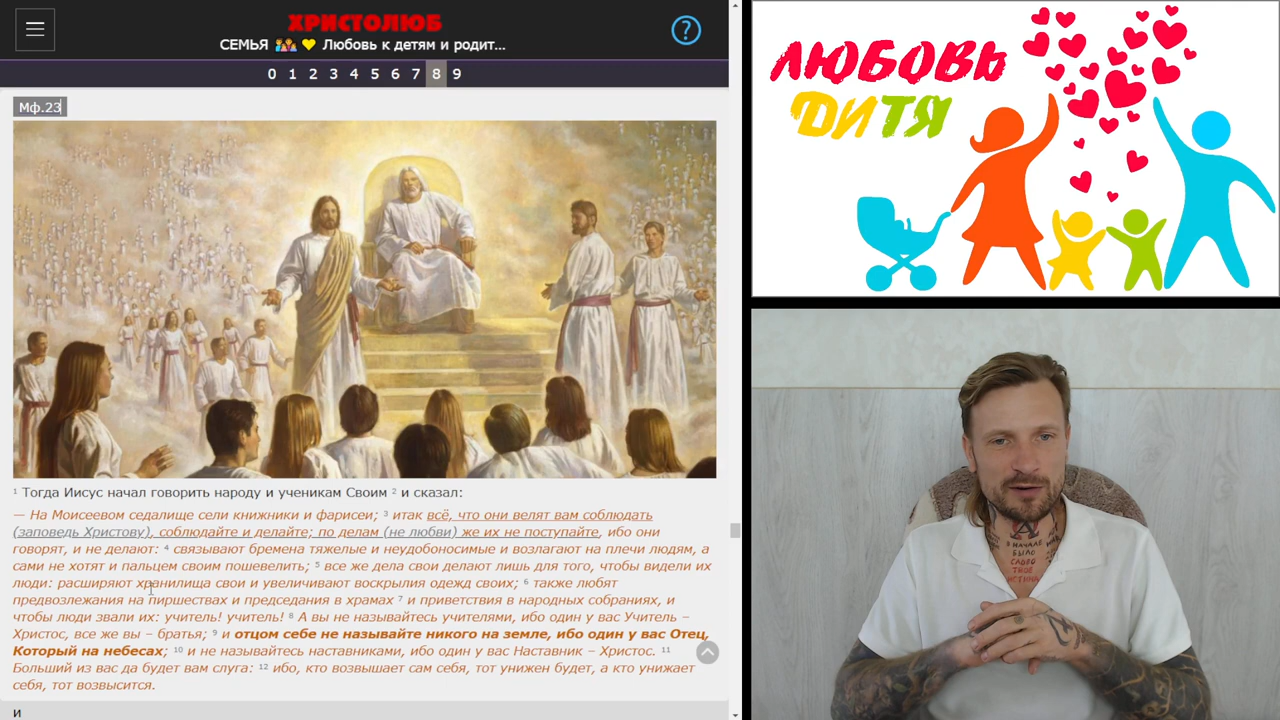 ХРИСТОЛЮБ
СЕМЬЯ 👫 💛 Любовь к детям и родит...
?
0 1 2 3 4 5 6 7 8 9
Мф.23
¹ Тогда Иисус начал говорить народу и ученикам Своим ² и сказал:
— На Моисеевом седалище сели книжники и фарисеи; ³ итак всё, что они велят вам соблюдать
(заповедь Христову), соблюдайте и делайте; по делам (не любви) же их не поступайте, ибо они
говорят, и не делают: ⁴ связывают бремена тяжелые и неудобоносимые и возлагают на плечи людям, а
сами не хотят и пальцем своим пошевелить; ⁵ все же дела свои делают лишь для того, чтобы видели их
люди: расширяют хранилища свои и увеличивают воскрылия одежд своих; ⁶ также любят
предвозлежания на пиршествах и председания в храмах ⁷ и приветствия в народных собраниях, и
чтобы люди звали их: учитель! учитель! ⁸ А вы не называйтесь учителями, ибо один у вас Учитель –
Христос, все же вы – братья; ⁹ и отцом себе не называйте никого на земле, ибо один у вас Отец,
Который на небесах; ¹⁰ и не называйтесь наставниками, ибо один у вас Наставник – Христос. ¹¹
Больший из вас да будет вам слуга: ¹² ибо, кто возвышает сам себя, тот унижен будет, а кто унижает
себя, тот возвысится.
и
ЛЮБОВЬ
ДИТЯ
В НАЧАЛЕ
БЫЛО
СЛОВО
ТВОЕ
ИСТИНА